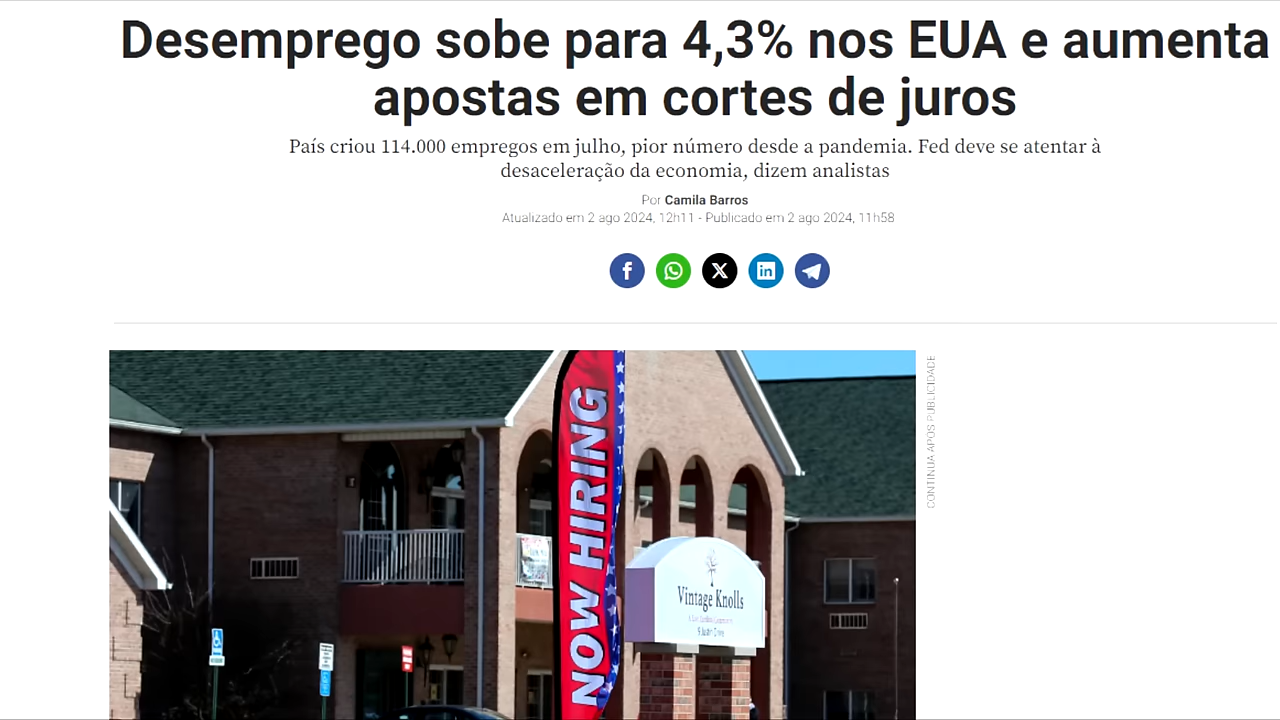 Desemprego sobe para 4,3% nos EUA e aumenta
apostas em cortes de juros
País criou 114.000 empregos em julho, pior número desde a pandemia. Fed deve se atentar à
desaceleração da economia, dizem analistas
Por Camila Barros
Atualizado em 2 ago 2024, 12h11 - Publicado em 2 ago 2024, 11h58
CONTINUA APÓS PUBLICIDADE
NOW HIRING
Vintage Knolls